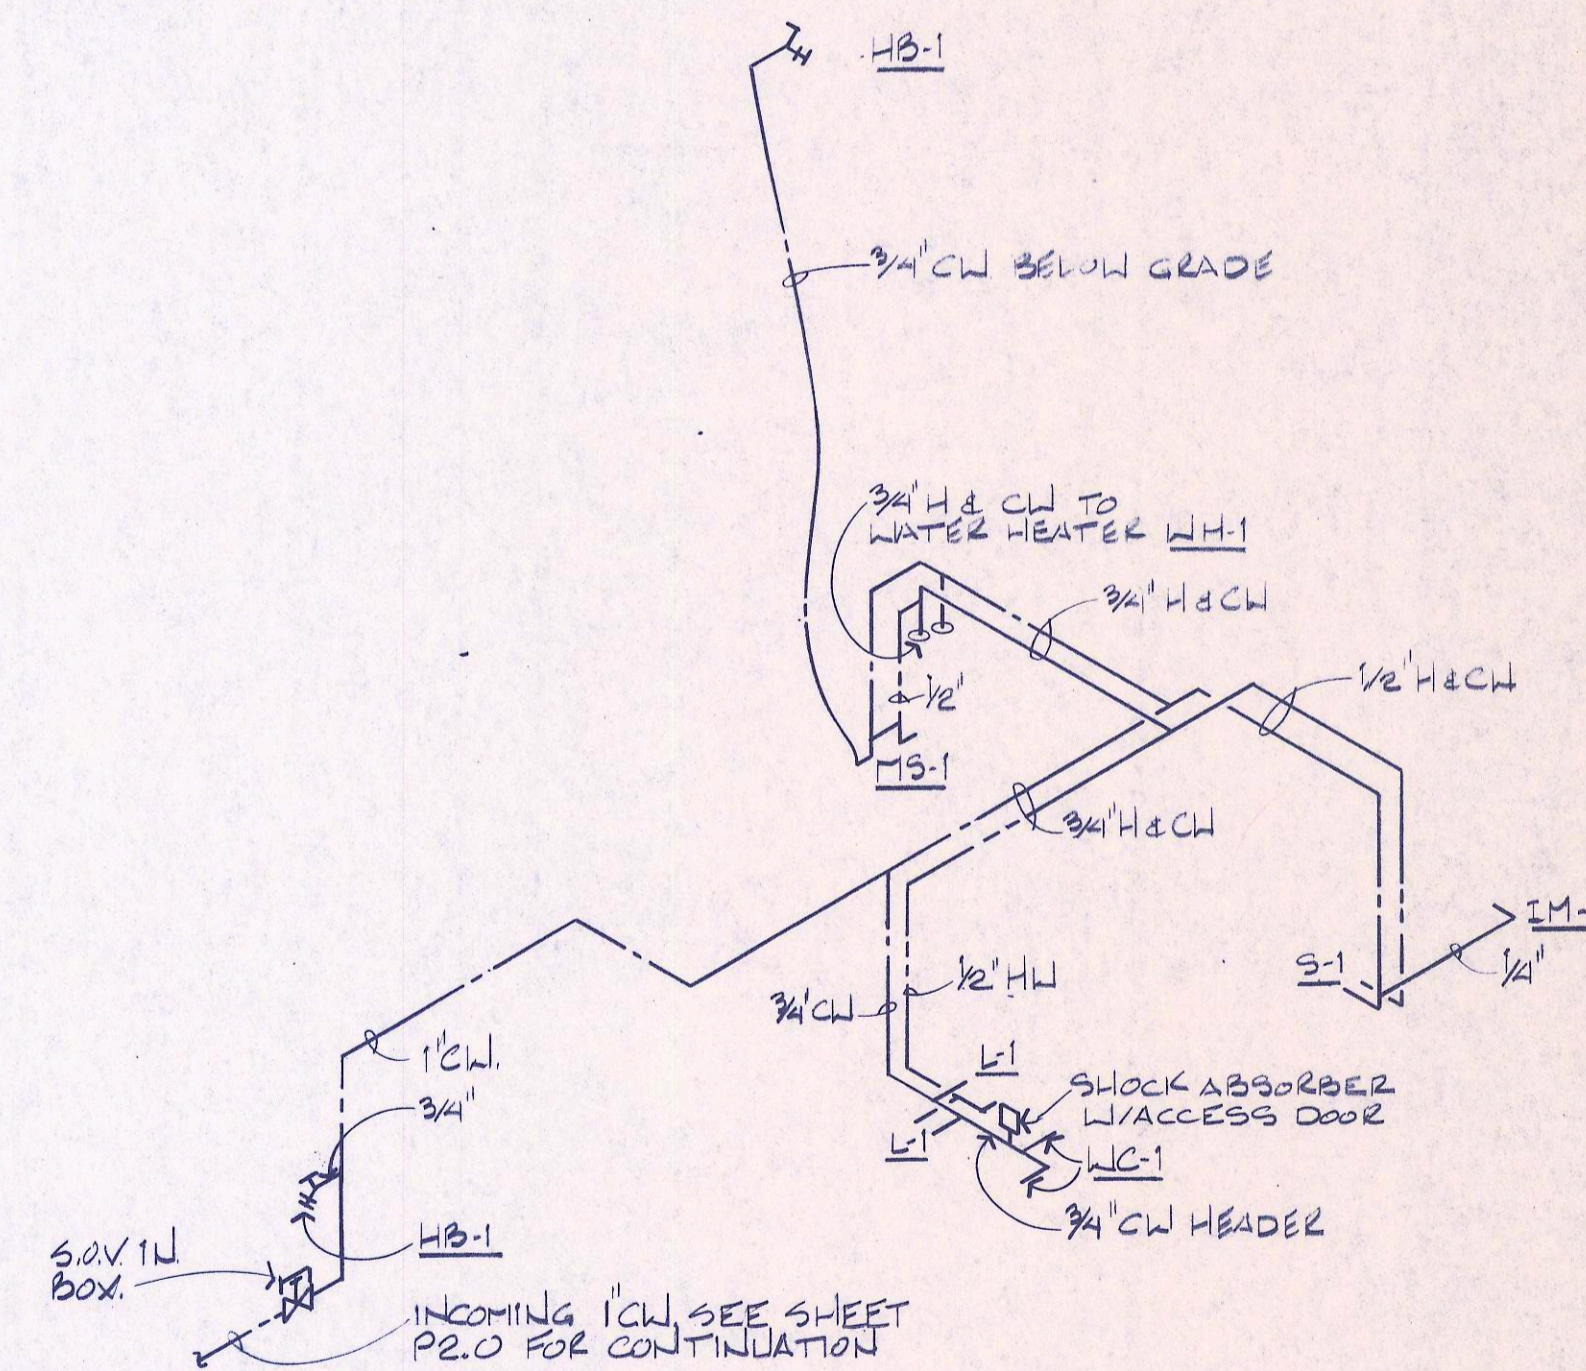 HB-1
3/4" CW BELOW GRADE
3/4" H & CW TO
WATER HEATER WH-1
3/4" H & CW
1/2" H & CW
1/2"
MS-1
3/4" H & CW
IM-
S-1
1/4"
1/2" HW
3/4" CW
1" CW.
3/4"
L-1
SHOCK ABSORBER
W/ACCESS DOOR
L-1
WC-1
3/4" CW HEADER
HB-1
S.O.V. IN
BOX.
INCOMING 1" CW, SEE SHEET
P2.0 FOR CONTINUATION